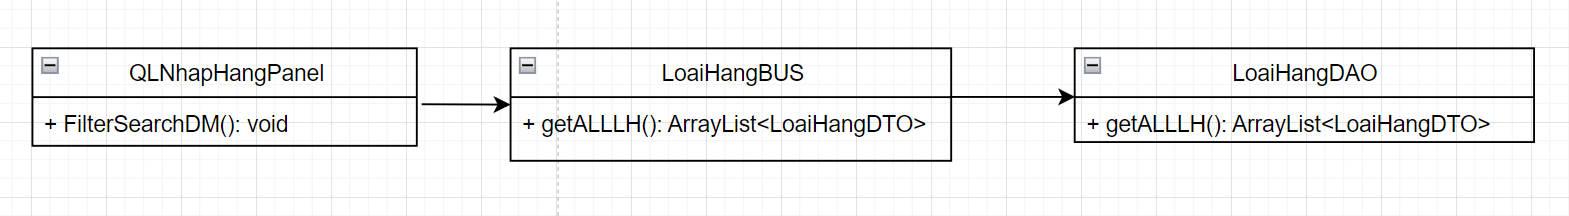 QLNhapHangPanel
+ FilterSearchDM(): void
LoaiHangBUS
+ getALLLH(): ArrayList<LoaiHangDTO>
LoaiHangDAO
+ getALLLH(): ArrayList<LoaiHangDTO>